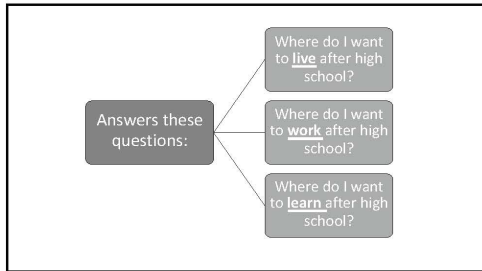 Answers these
questions:
Where do I want
to live after high
school?
Where do I want
to work after high
school?
Where do I want
to learn after high
school?